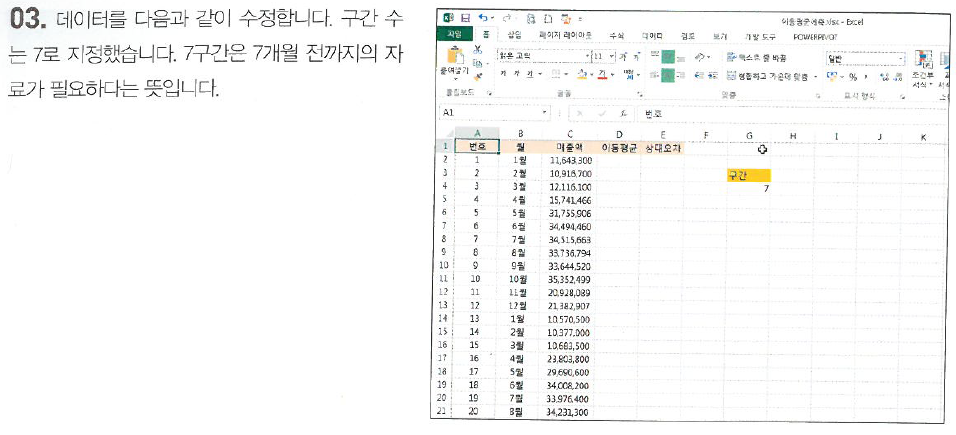 03. 데이터를 다음과 같이 수정합니다. 구간 수
는 7로 지정했습니다. 7구간은 7개월 전까지의 자
료가 필요하다는 뜻입니다.
이동평균예측.xlsx - Excel
파일 홈 삽입 페이지 레이아웃 수식 데이터 검토 보기 개발 도구 POWERPIVOT
맑은 고딕 11 텍스트 줄 바꿈 일반
붙여넣기 가 가 가 병합하고 가운데 맞춤 % 조건부
서식
클립보드 글꼴 맞춤 표시 형식
A1 번호
A B C D E F G H I J K
1 번호 월 매출액 이동평균 상대오차
2 1 1월 11,643,300
3 2 2월 10,916,700 구간
4 3 3월 12,116,100 7
5 4 4월 15,741,466
6 5 5월 31,755,906
7 6 6월 34,494,460
8 7 7월 34,515,663
9 8 8월 33,736,794
10 9 9월 33,644,520
11 10 10월 35,352,499
12 11 11월 20,928,089
13 12 12월 21,382,907
14 13 1월 10,570,500
15 14 2월 10,377,000
16 15 3월 10,683,500
17 16 4월 23,803,800
18 17 5월 29,690,600
19 18 6월 34,008,200
20 19 7월 33,976,400
21 20 8월 34,231,300